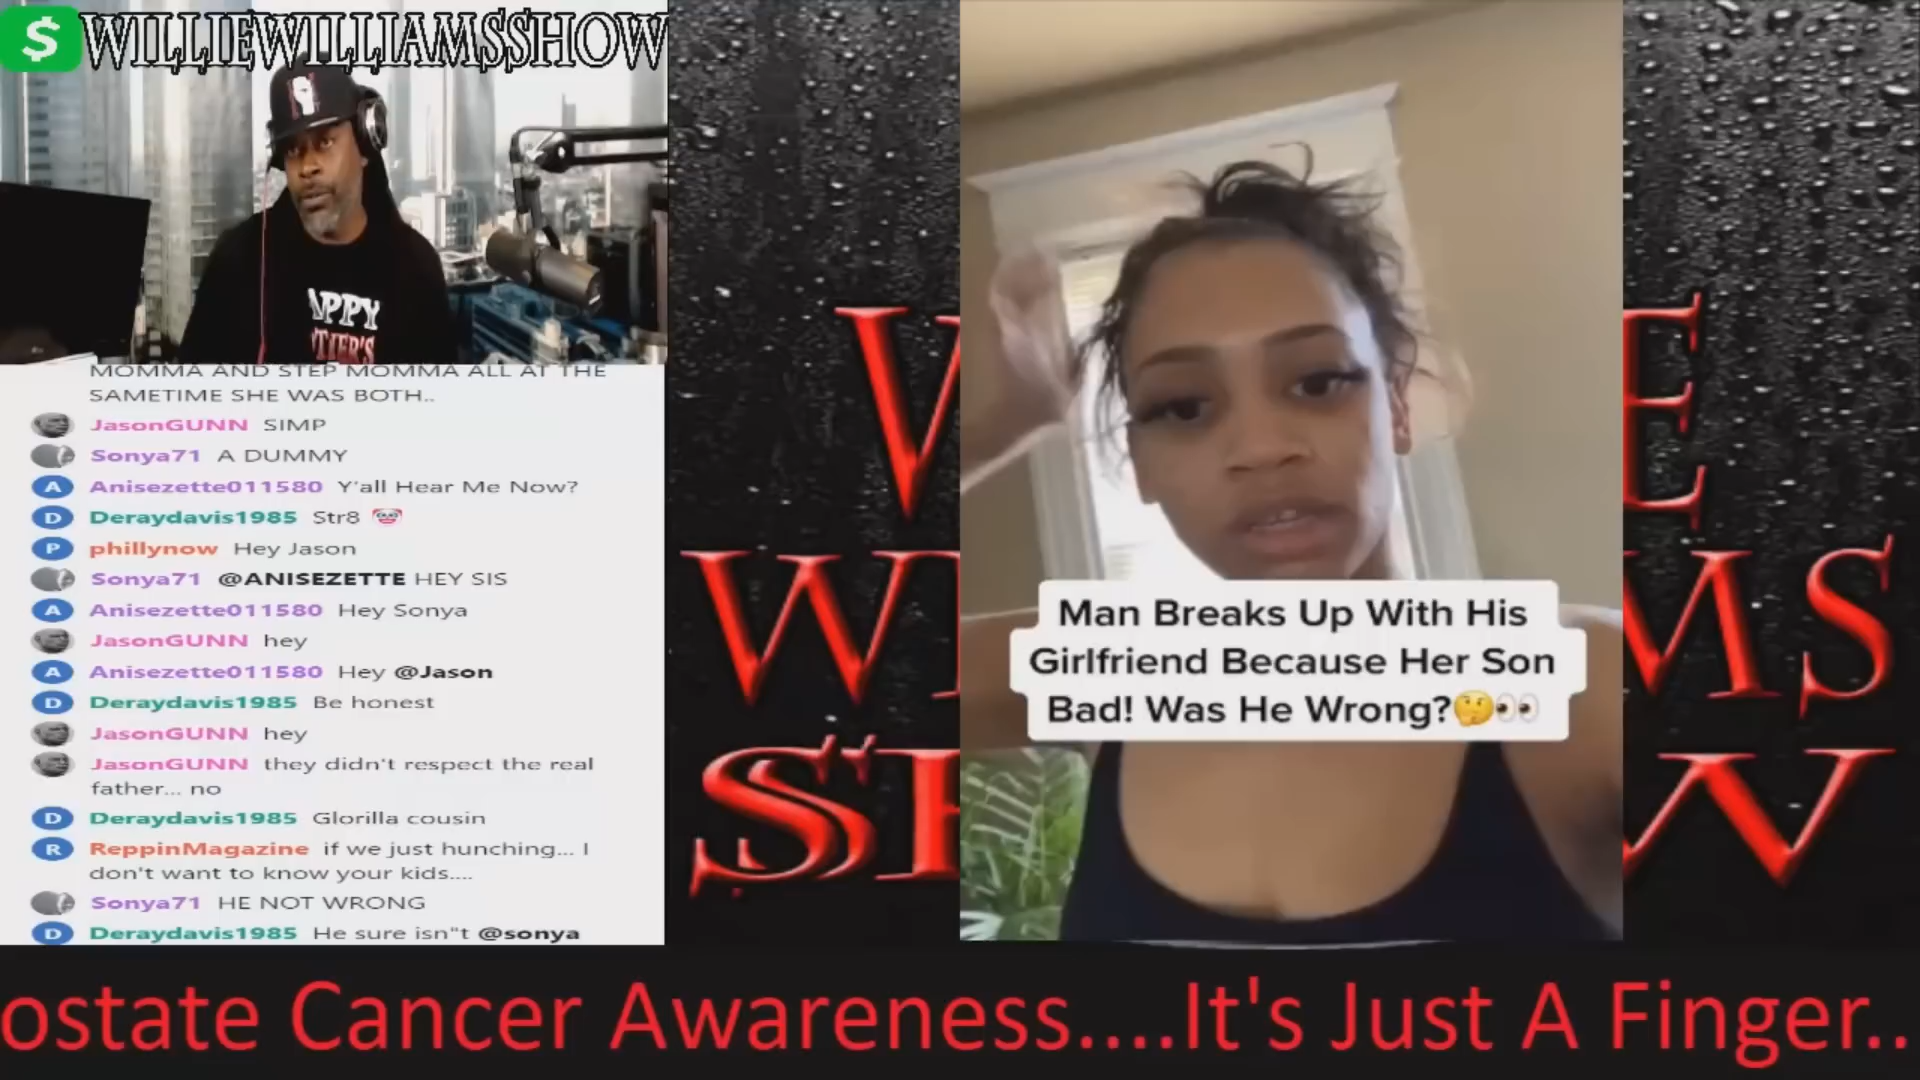 $WILLIEWILLIAMSSHOW
APPY
MOMMA AND STEP MOMMA ALL AT THE
SAMETIME SHE WAS BOTH..
JasonGUNN SIMP
Sonya71 A DUMMY
A Anisezette011580 Y'all Hear Me Now?
D Deraydavis1985 Str8 🤡
P phillynow Hey Jason
Sonya71 @ANISEZETTE HEY SIS
A Anisezette011580 Hey Sonya
JasonGUNN hey
A Anisezette011580 Hey @Jason
D Deraydavis1985 Be honest
JasonGUNN hey
JasonGUNN they didn't respect the real
father... no
D Deraydavis1985 Glorilla cousin
R ReppinMagazine if we just hunching... I
don't want to know your kids....
Sonya71 HE NOT WRONG
D Deraydavis1985 He sure isn"t @sonya
Man Breaks Up With His
Girlfriend Because Her Son
Bad! Was He Wrong?🤔👀
ostate Cancer Awareness....It's Just A Finger..